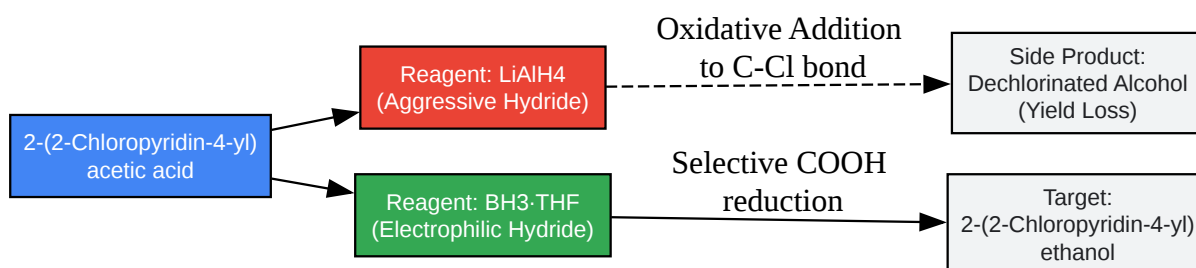 2-(2-Chloropyridin-4-yl)
acetic acid
Reagent: LiAlH4
(Aggressive Hydride)
Oxidative Addition
to C-Cl bond
Side Product:
Dechlorinated Alcohol
(Yield Loss)
Reagent: BH3·THF
(Electrophilic Hydride)
Selective COOH
reduction
Target:
2-(2-Chloropyridin-4-yl)
ethanol